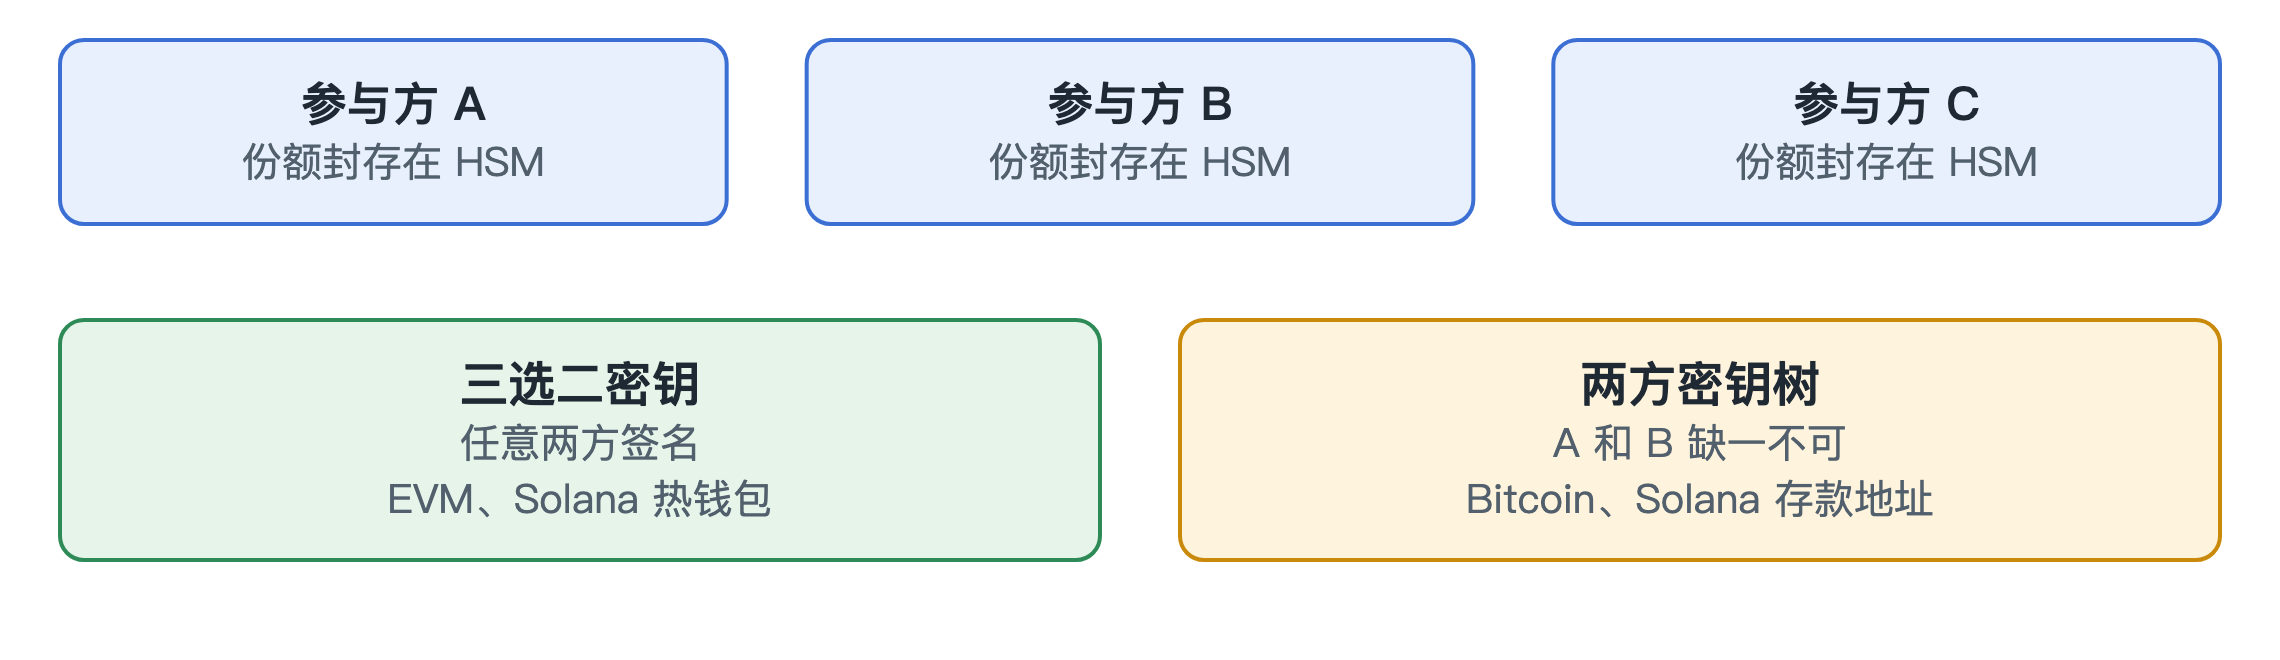 参与方 A
份额封存在 HSM
参与方 B
份额封存在 HSM
参与方 C
份额封存在 HSM
三选二密钥
任意两方签名
EVM、Solana 热钱包
两方密钥树
A 和 B 缺一不可
Bitcoin、Solana 存款地址